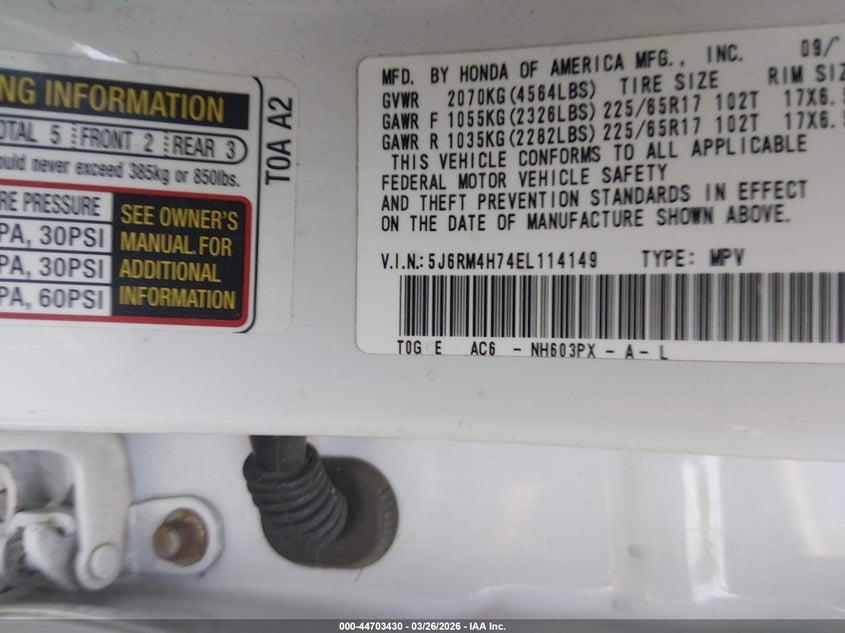 NG INFORMATION
OTAL 5 FRONT 2 REAR 3
ould never exceed 385kg or 850lbs.
RE PRESSURE
PA, 30PSI
PA, 30PSI
PA, 60PSI
SEE OWNER'S
MANUAL FOR
ADDITIONAL
INFORMATION
T0A A2
MFD. BY HONDA OF AMERICA MFG., INC. 09/
GVWR 2070KG(4564LBS) TIRE SIZE RIM SIZ
GAWR F 1055KG(2326LBS) 225/65R17 102T 17X6.5
GAWR R 1035KG(2282LBS) 225/65R17 102T 17X6.5
THIS VEHICLE CONFORMS TO ALL APPLICABLE
FEDERAL MOTOR VEHICLE SAFETY
AND THEFT PREVENTION STANDARDS IN EFFECT
ON THE DATE OF MANUFACTURE SHOWN ABOVE.
V.I.N.: 5J6RM4H74EL114149 TYPE: MPV
T0G E AC6 - NH603PX - A - L
000-44703430 - 03/26/2026 - IAA Inc.